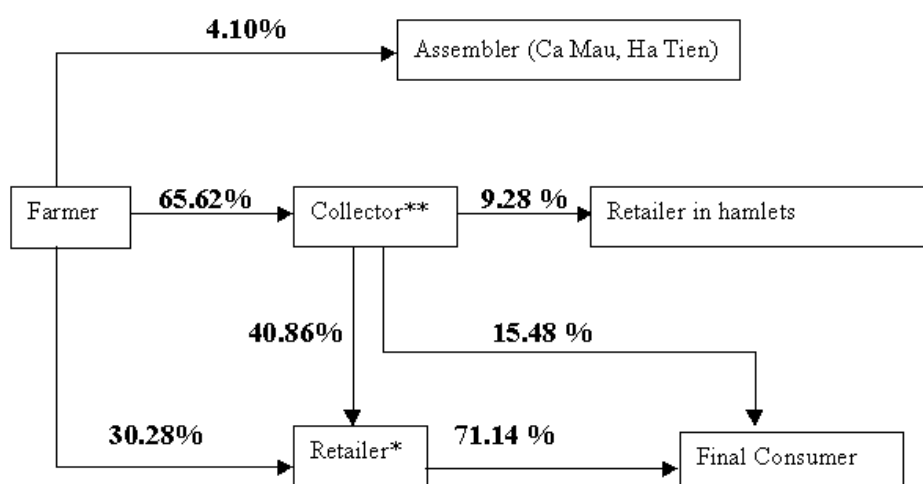 4.10%
Assembler (Ca Mau, Ha Tien)
Farmer
65.62%
Collector**
9.28 %
Retailer in hamlets
40.86%
15.48 %
30.28%
Retailer*
71.14 %
Final Consumer